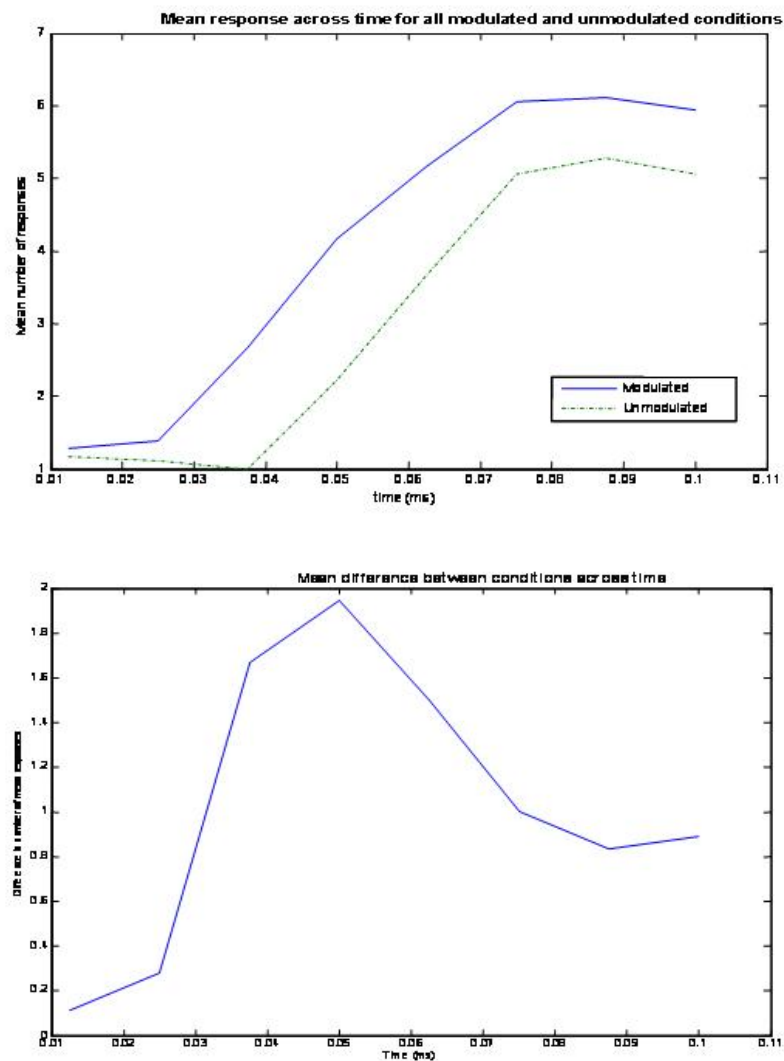 Mean response across time for all modulated and unmodulated conditions
7
6
5
4
3
2
1
Mean number of responses
Modulated
Unmodulated
0.01 0.02 0.03 0.04 0.05 0.06 0.07 0.08 0.09 0.1 0.11
time (ms)
Mean difference between conditions across time
2
1.8
1.6
1.4
1.2
1
0.8
0.6
0.4
0.2
0
0.01 0.02 0.03 0.04 0.05 0.06 0.07 0.08 0.09 0.1 0.11
Time (ms)